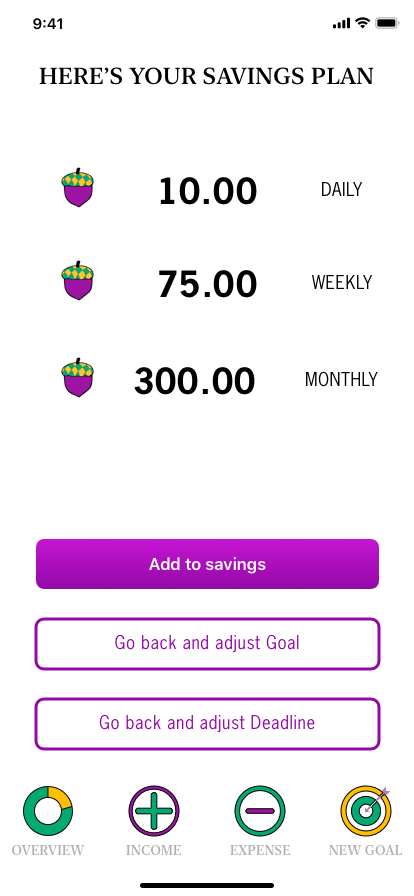 9:41
HERE’S YOUR SAVINGS PLAN
10.00 DAILY
75.00 WEEKLY
300.00 MONTHLY
Add to savings
Go back and adjust Goal
Go back and adjust Deadline
OVERVIEW INCOME EXPENSE NEW GOAL